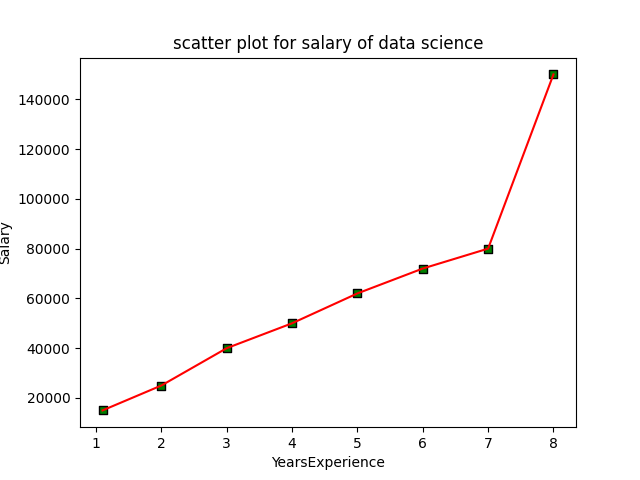 scatter plot for salary of data science
140000
120000
100000
80000
60000
40000
20000
Salary
1 2 3 4 5 6 7 8
YearsExperience